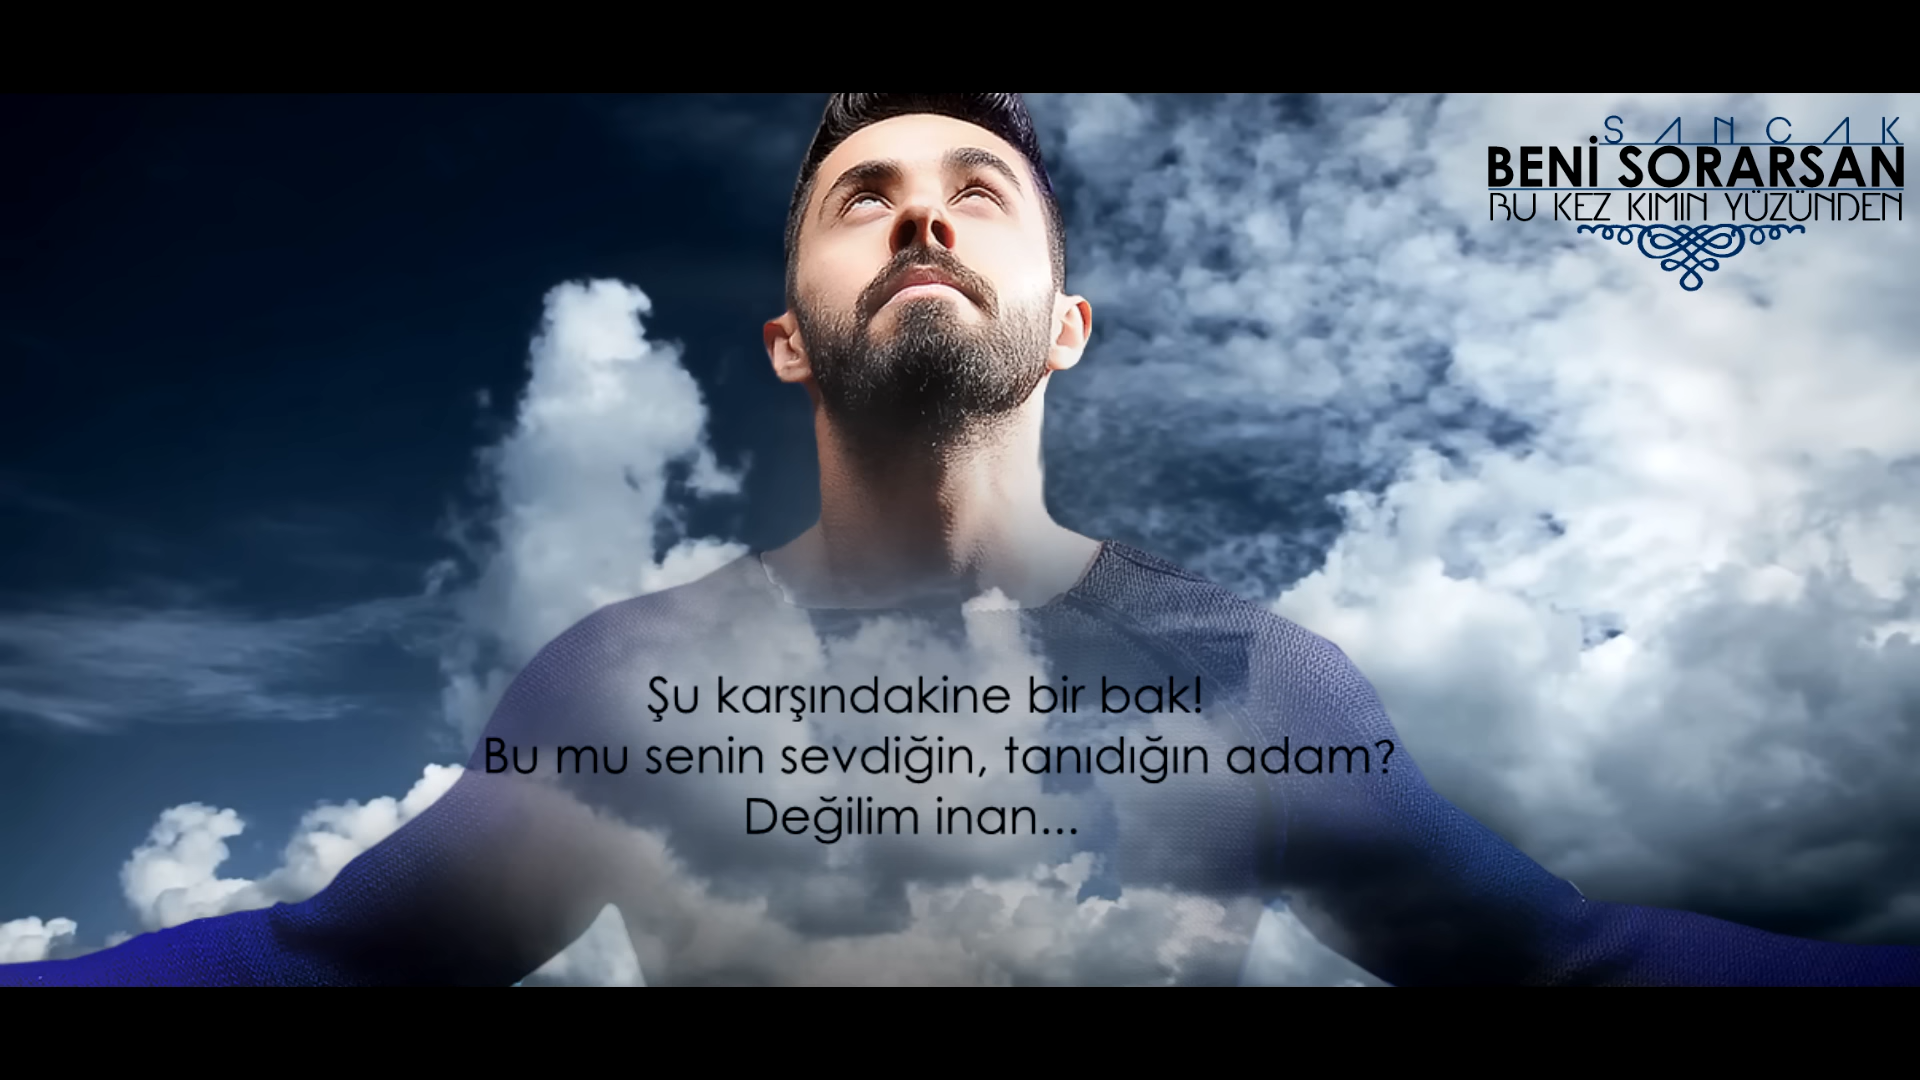 SANCAK
BENİ SORARSAN
BU KEZ KIMIN YÜZÜNDEN
Şu karşındakine bir bak!
Bu mu senin sevdiğin, tanıdığın adam?
Değilim inan...